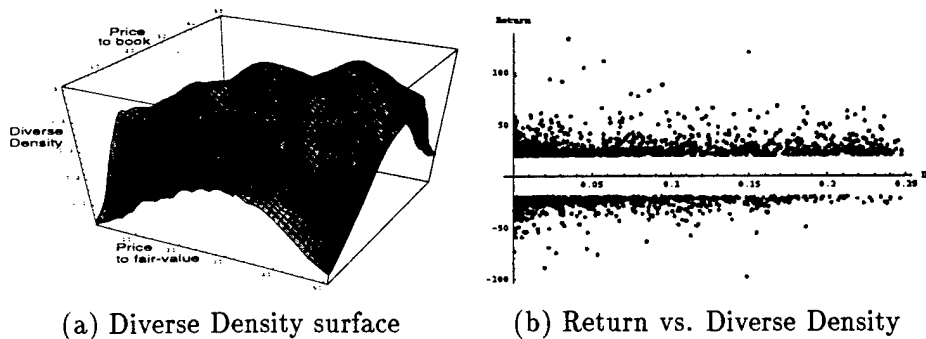 Price
to book
Diverse
Density
Price
to fair-value
Return
100
50
0.05
0.1
0.15
0.2
0.25
-50
-100
(a) Diverse Density surface
(b) Return vs. Diverse Density